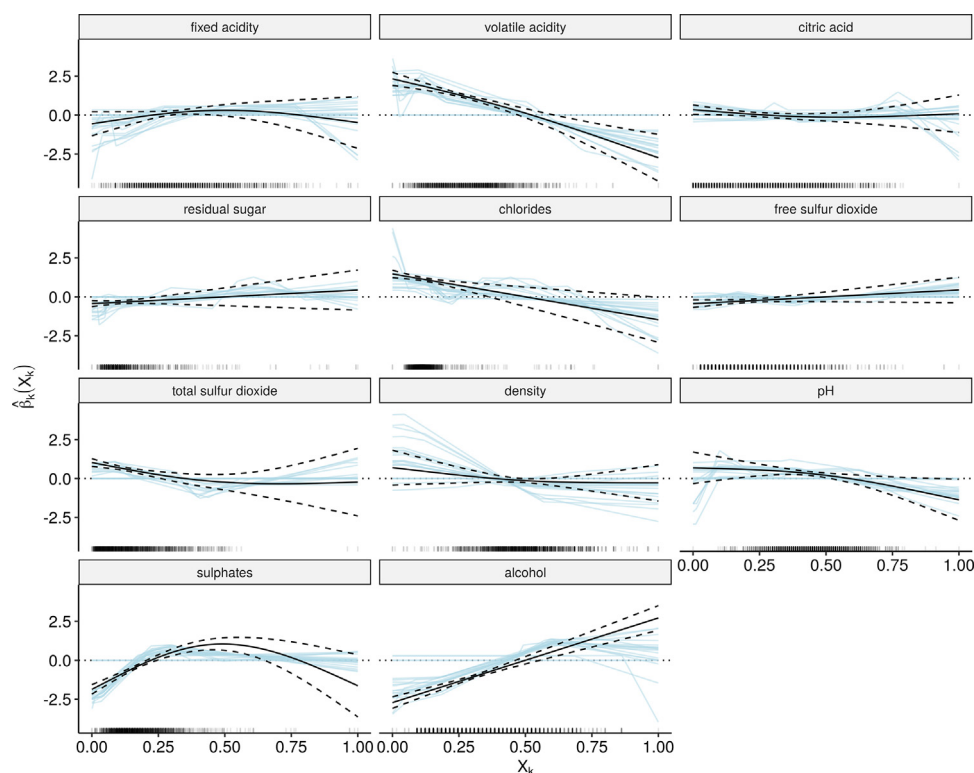 fixed acidity volatile acidity citric acid
2.5
0.0
-2.5
residual sugar chlorides free sulfur dioxide
2.5
0.0
-2.5
total sulfur dioxide density pH
2.5
0.0
-2.5
0.00 0.25 0.50 0.75 1.00
sulphates alcohol
2.5
0.0
-2.5
0.00 0.25 0.50 0.75 1.00 0.00 0.25 0.50 0.75 1.00
X_k
β̂_k(X_k)